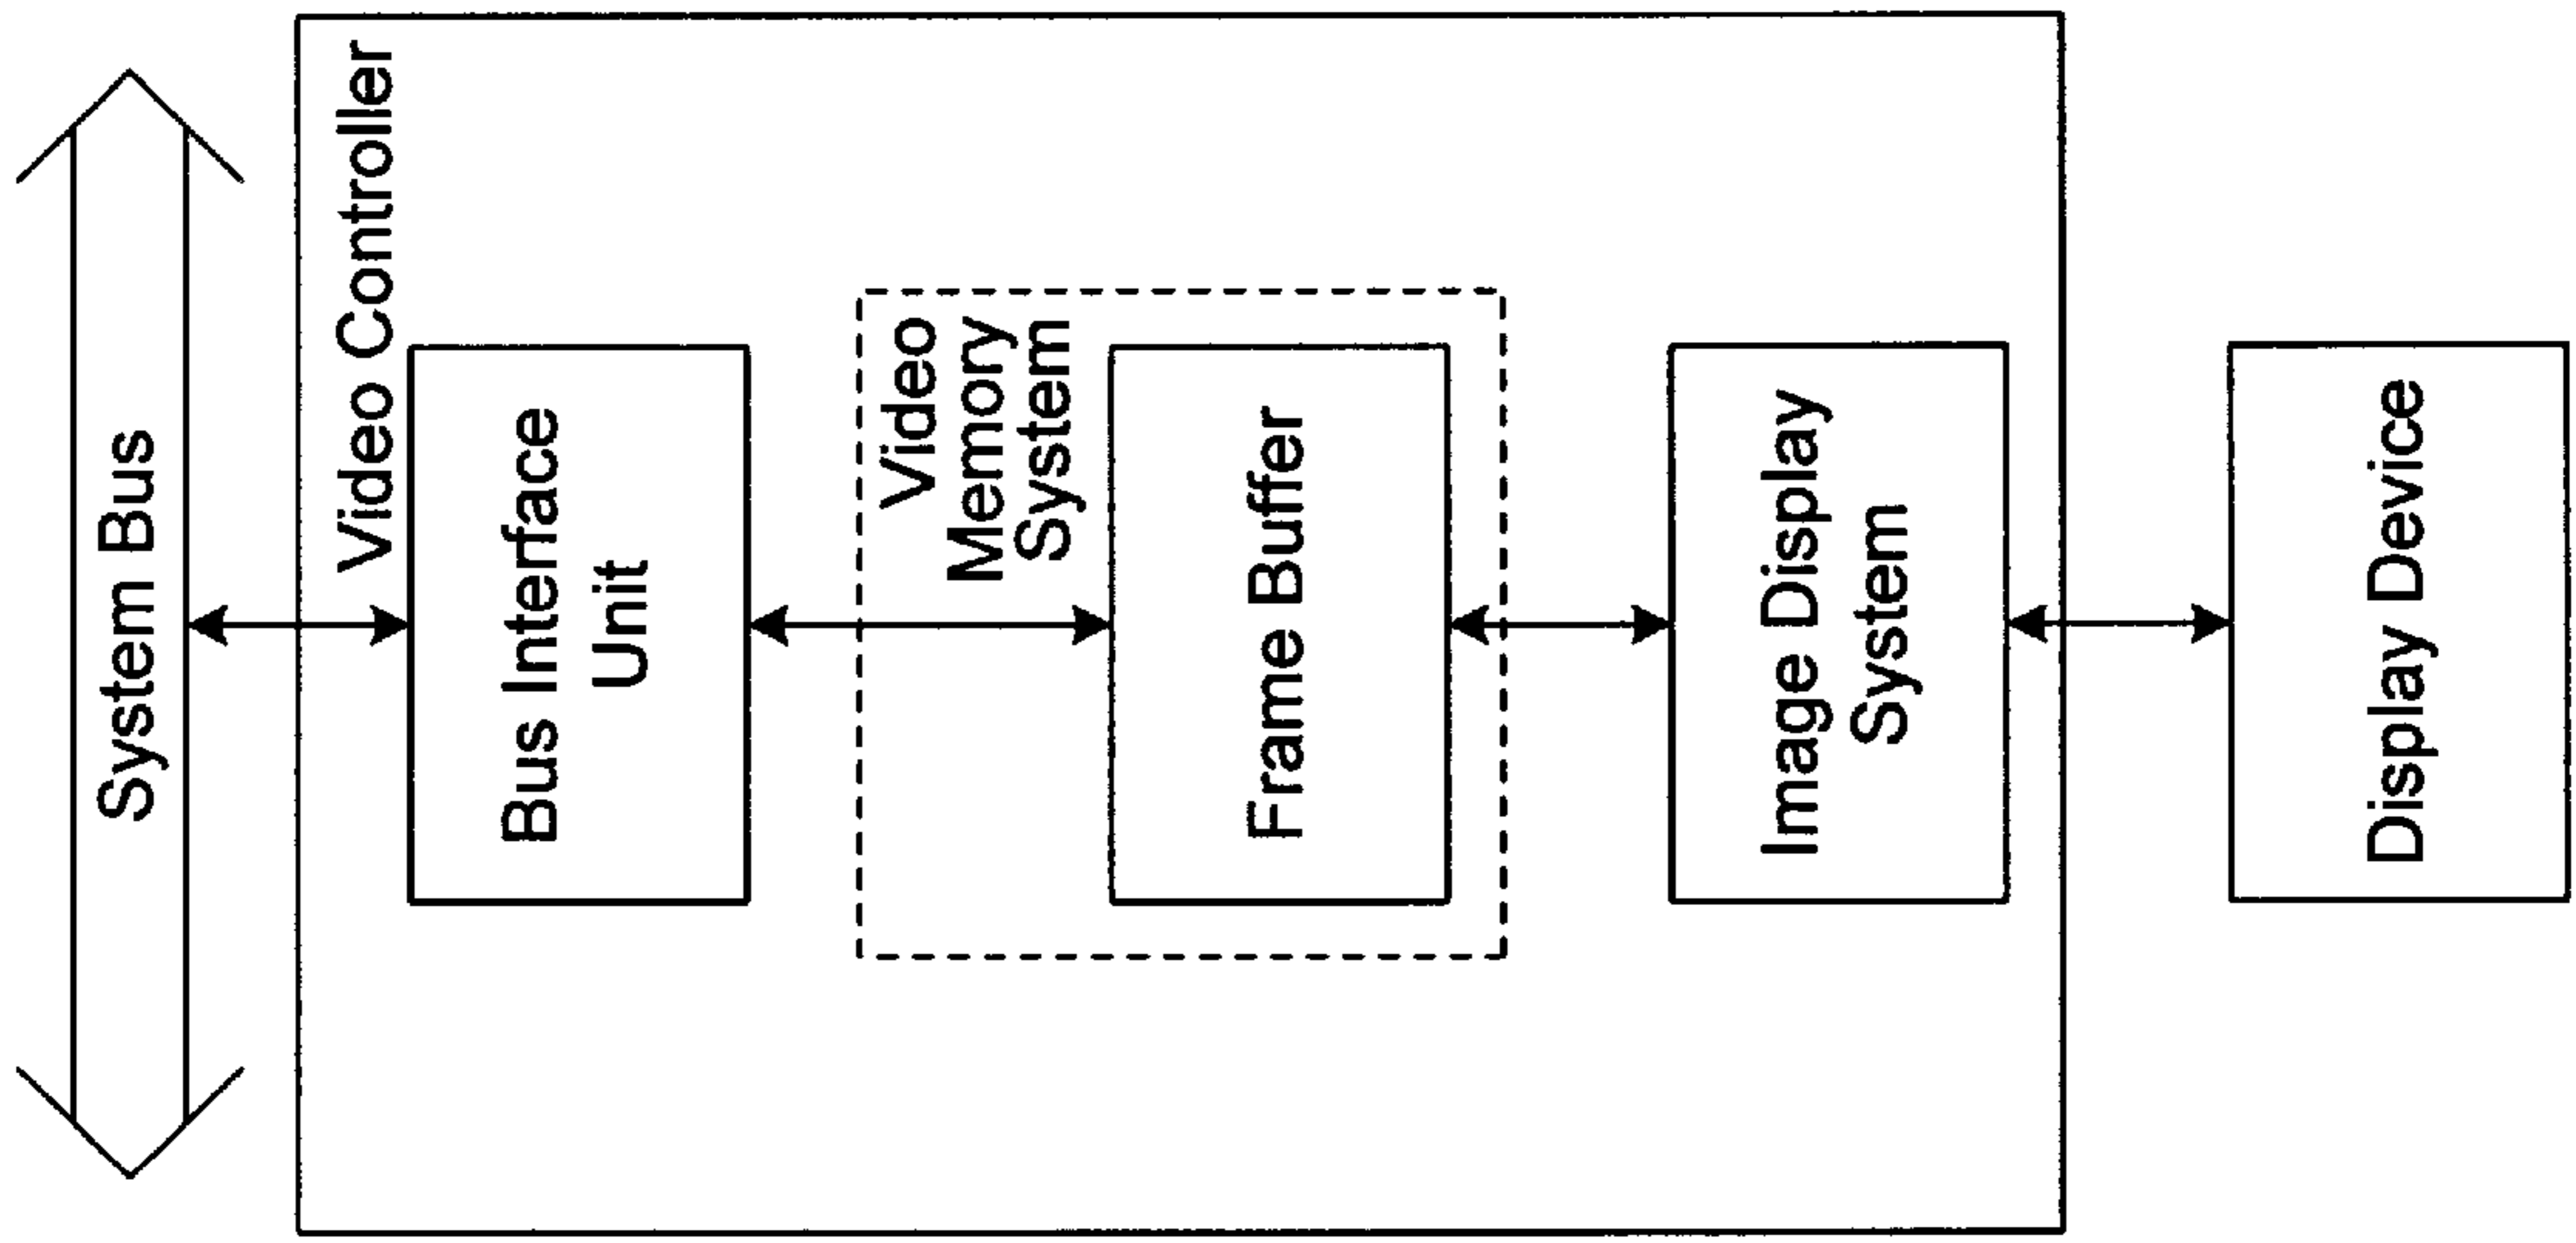 System Bus
Video Controller
Bus Interface
Unit
Video
Memory
System
Frame Buffer
Image Display
System
Display Device